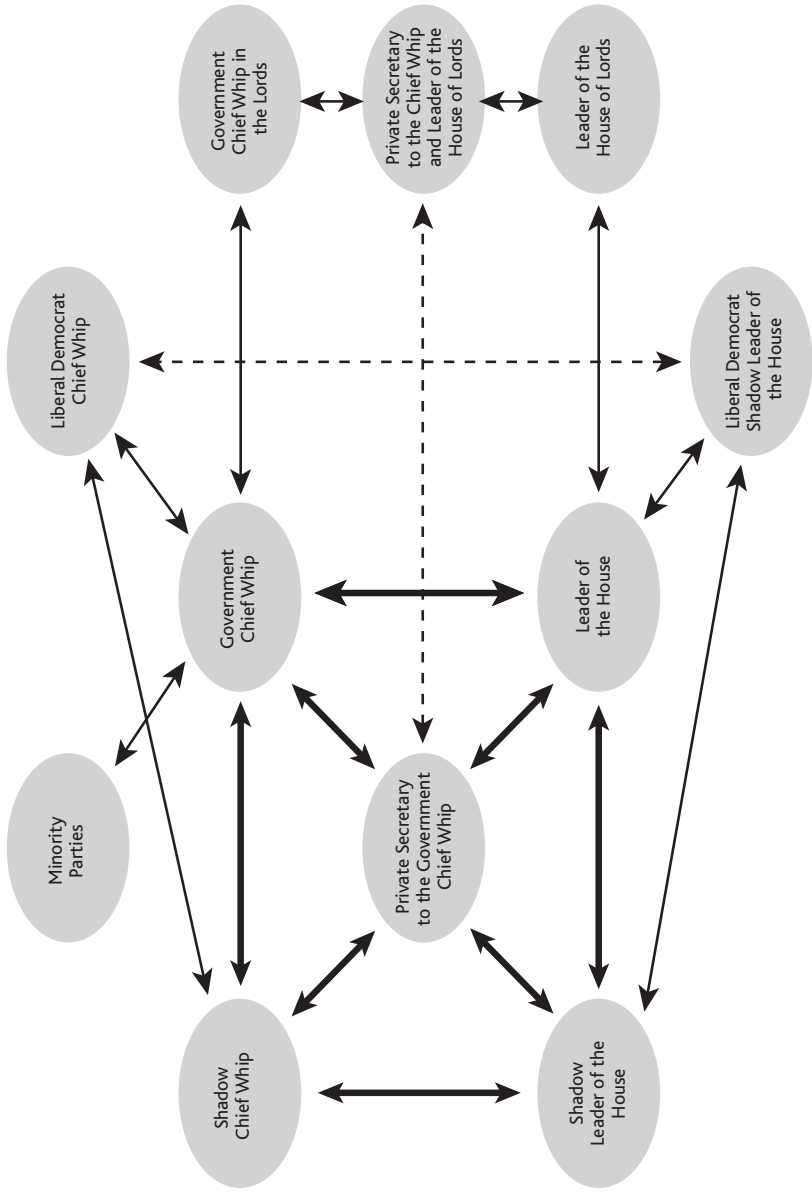 Minority
Parties
Liberal Democrat
Chief Whip
Shadow
Chief Whip
Government
Chief Whip
Government
Chief Whip in
the Lords
Private Secretary
to the Government
Chief Whip
Private Secretary
to the Chief Whip
and Leader of the
House of Lords
Shadow
Leader of the
House
Leader of
the House
Leader of the
House of Lords
Liberal Democrat
Shadow Leader of
the House